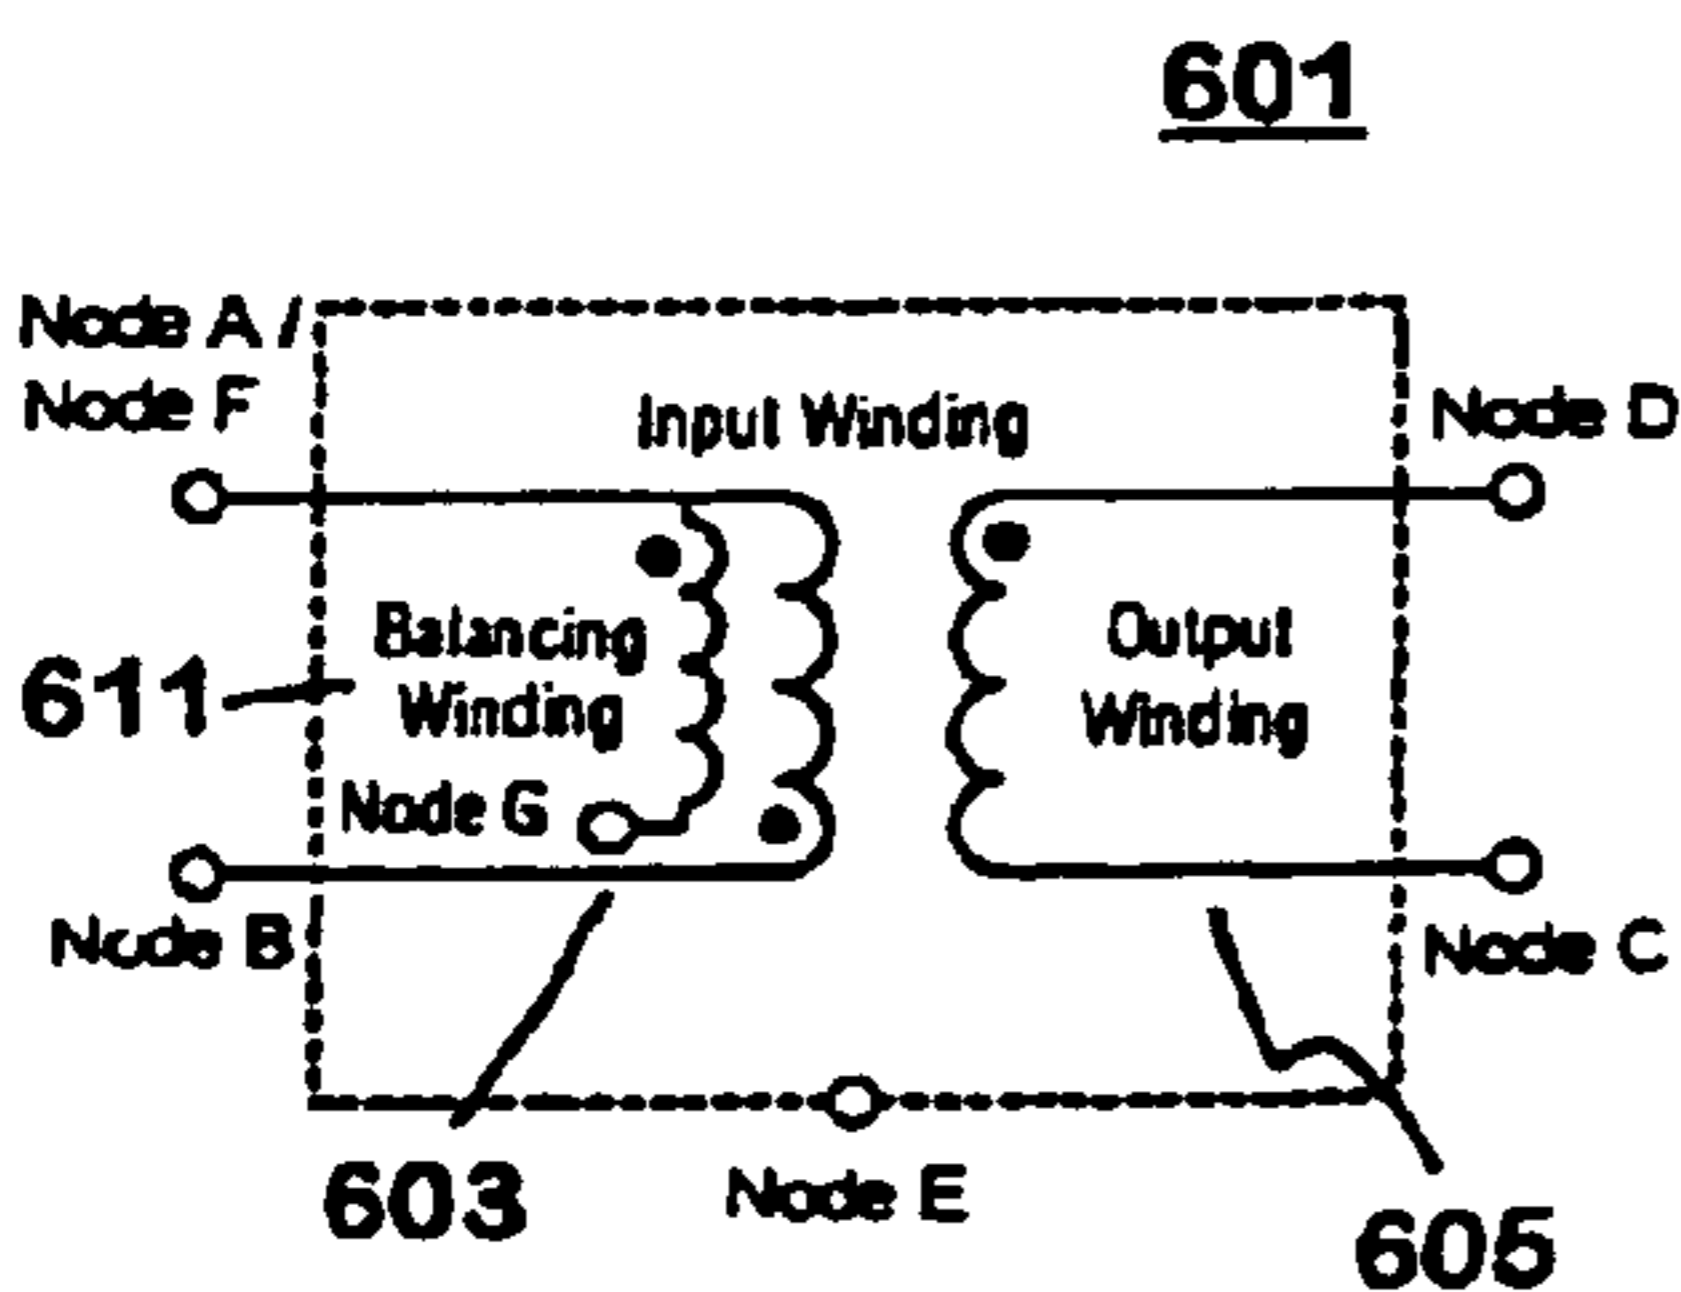 601
Node A /
Node F
Input Winding
Node D
Balancing
Winding
Output
Winding
611
Node G
Node B
Node C
603
Node E
605